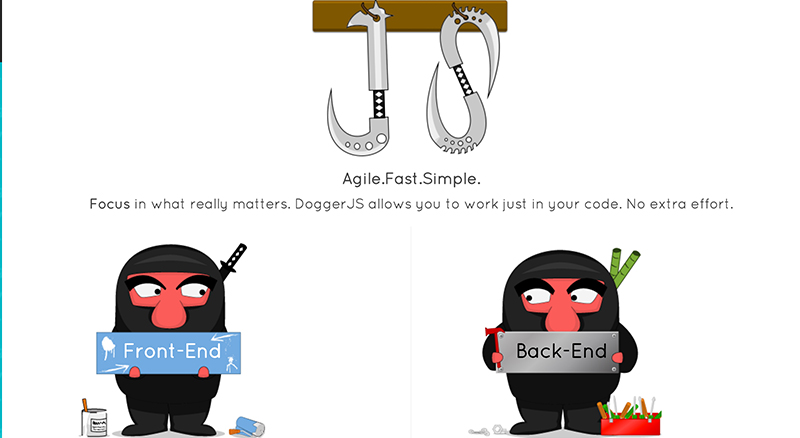 JS
Agile.Fast.Simple.
Focus in what really matters. DoggerJS allows you to work just in your code. No extra effort.
Front-End
Back-End